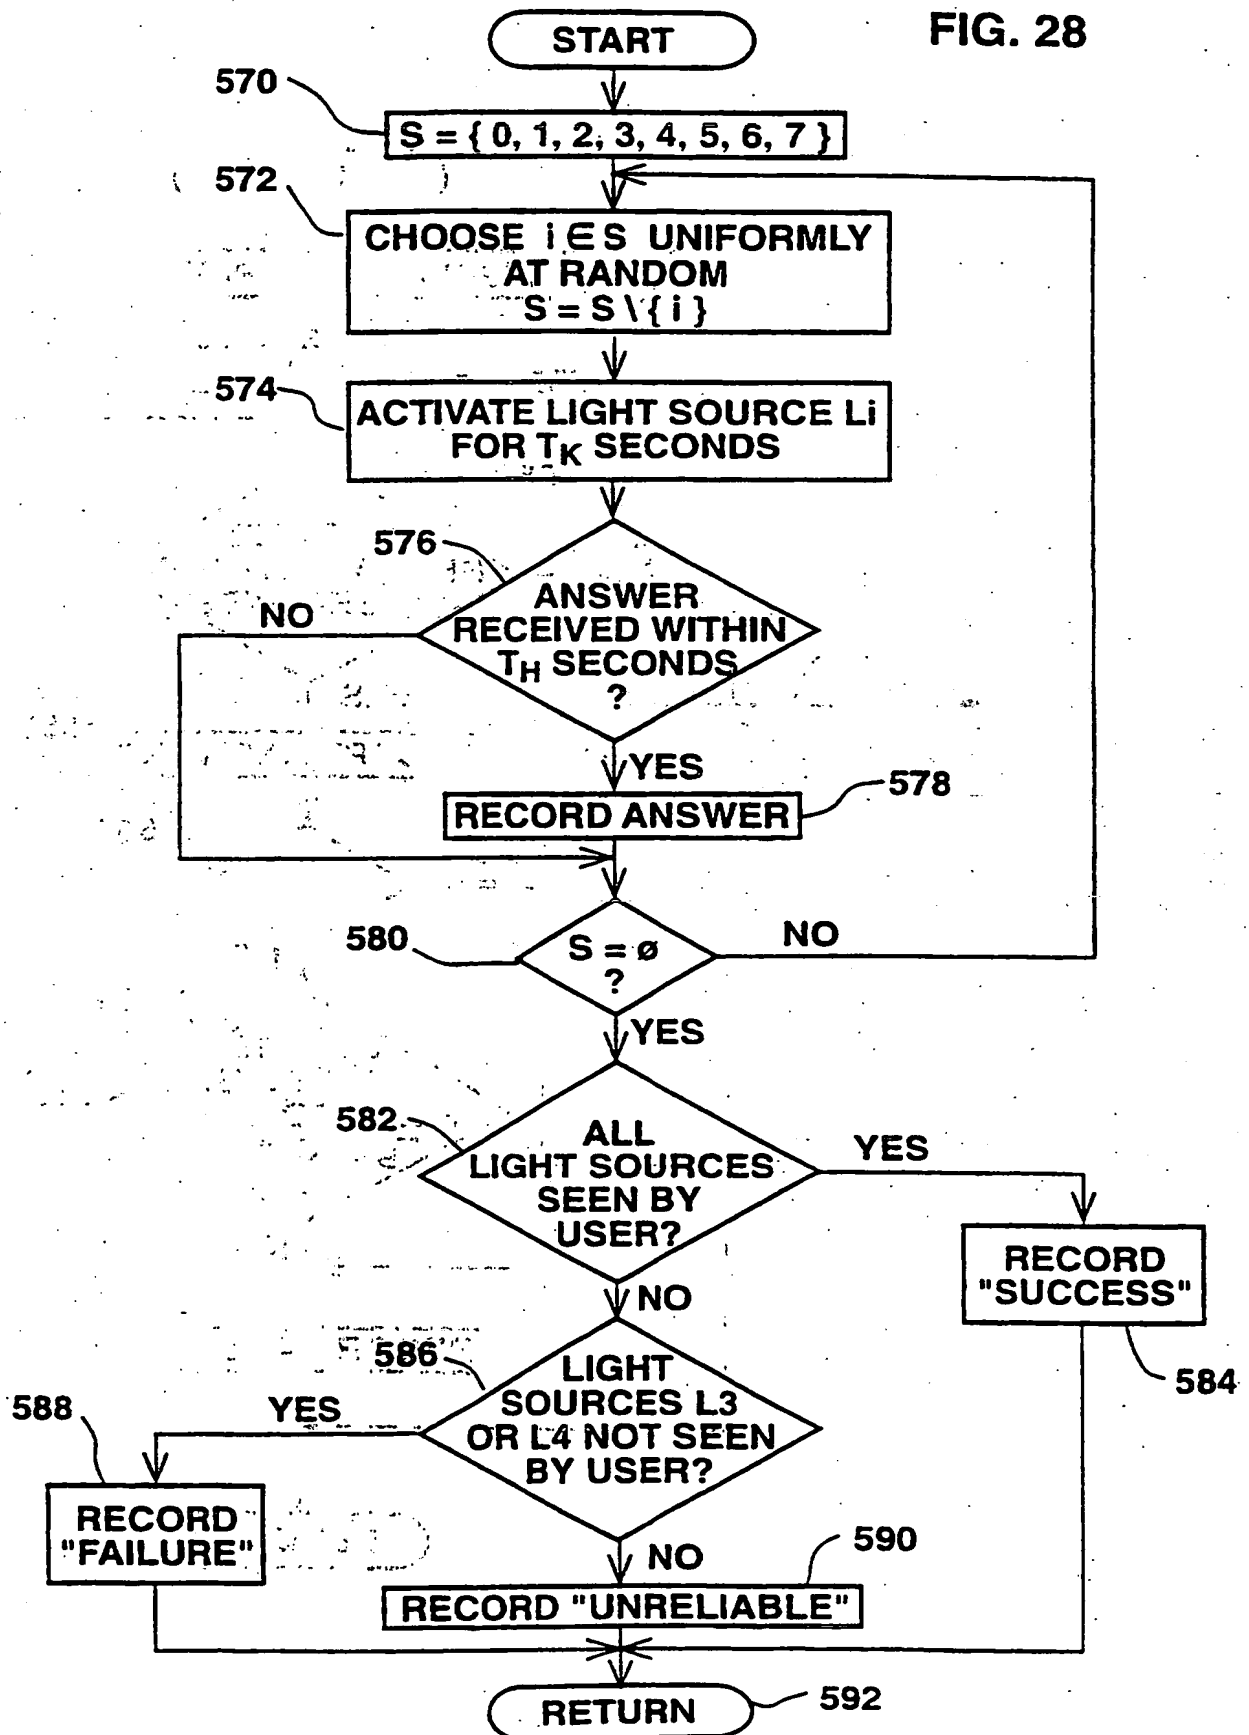 START
FIG. 28
570
S = { 0, 1, 2, 3, 4, 5, 6, 7 }
572
CHOOSE i ∈ S UNIFORMLY
AT RANDOM
S = S \ { i }
574
ACTIVATE LIGHT SOURCE Li
FOR TK SECONDS
576
ANSWER
RECEIVED WITHIN
TH SECONDS
?
NO
YES
578
RECORD ANSWER
580
S = ø
?
NO
YES
582
ALL
LIGHT SOURCES
SEEN BY
USER?
YES
RECORD
"SUCCESS"
584
NO
586
LIGHT
SOURCES L3
OR L4 NOT SEEN
BY USER?
YES
588
RECORD
"FAILURE"
NO
590
RECORD "UNRELIABLE"
RETURN
592